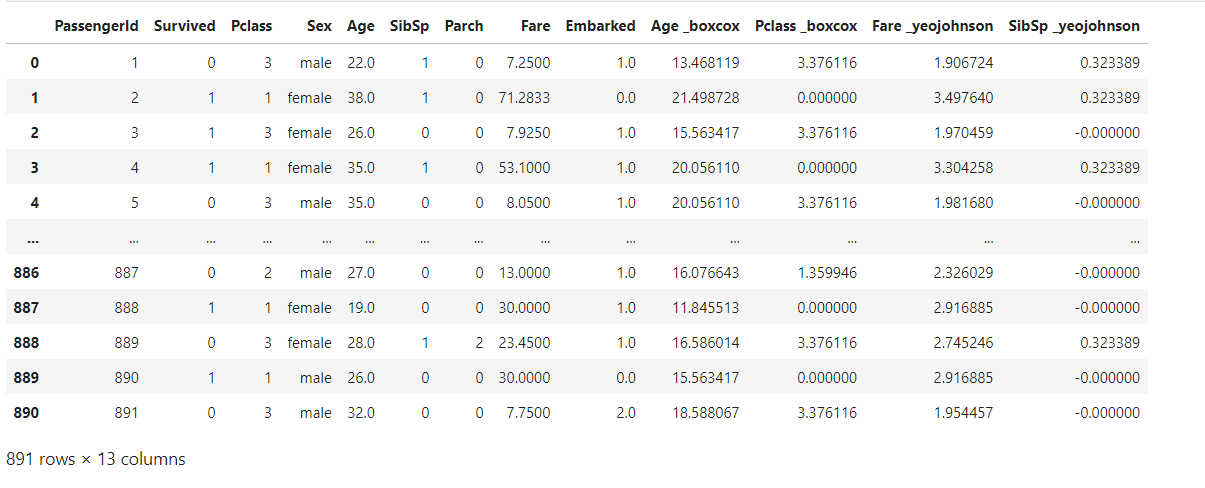 PassengerId Survived Pclass Sex Age SibSp Parch Fare Embarked Age _boxcox Pclass _boxcox Fare _yeojohnson SibSp _yeojohnson
0 1 0 3 male 22.0 1 0 7.2500 1.0 13.468119 3.376116 1.906724 0.323389
1 2 1 1 female 38.0 1 0 71.2833 0.0 21.498728 0.000000 3.497640 0.323389
2 3 1 3 female 26.0 0 0 7.9250 1.0 15.563417 3.376116 1.970459 -0.000000
3 4 1 1 female 35.0 1 0 53.1000 1.0 20.056110 0.000000 3.304258 0.323389
4 5 0 3 male 35.0 0 0 8.0500 1.0 20.056110 3.376116 1.981680 -0.000000
... ... ... ... ... ... ... ... ... ... ... ... ... ...
886 887 0 2 male 27.0 0 0 13.0000 1.0 16.076643 1.359946 2.326029 -0.000000
887 888 1 1 female 19.0 0 0 30.0000 1.0 11.845513 0.000000 2.916885 -0.000000
888 889 0 3 female 28.0 1 2 23.4500 1.0 16.586014 3.376116 2.745246 0.323389
889 890 1 1 male 26.0 0 0 30.0000 0.0 15.563417 0.000000 2.916885 -0.000000
890 891 0 3 male 32.0 0 0 7.7500 2.0 18.588067 3.376116 1.954457 -0.000000
891 rows × 13 columns